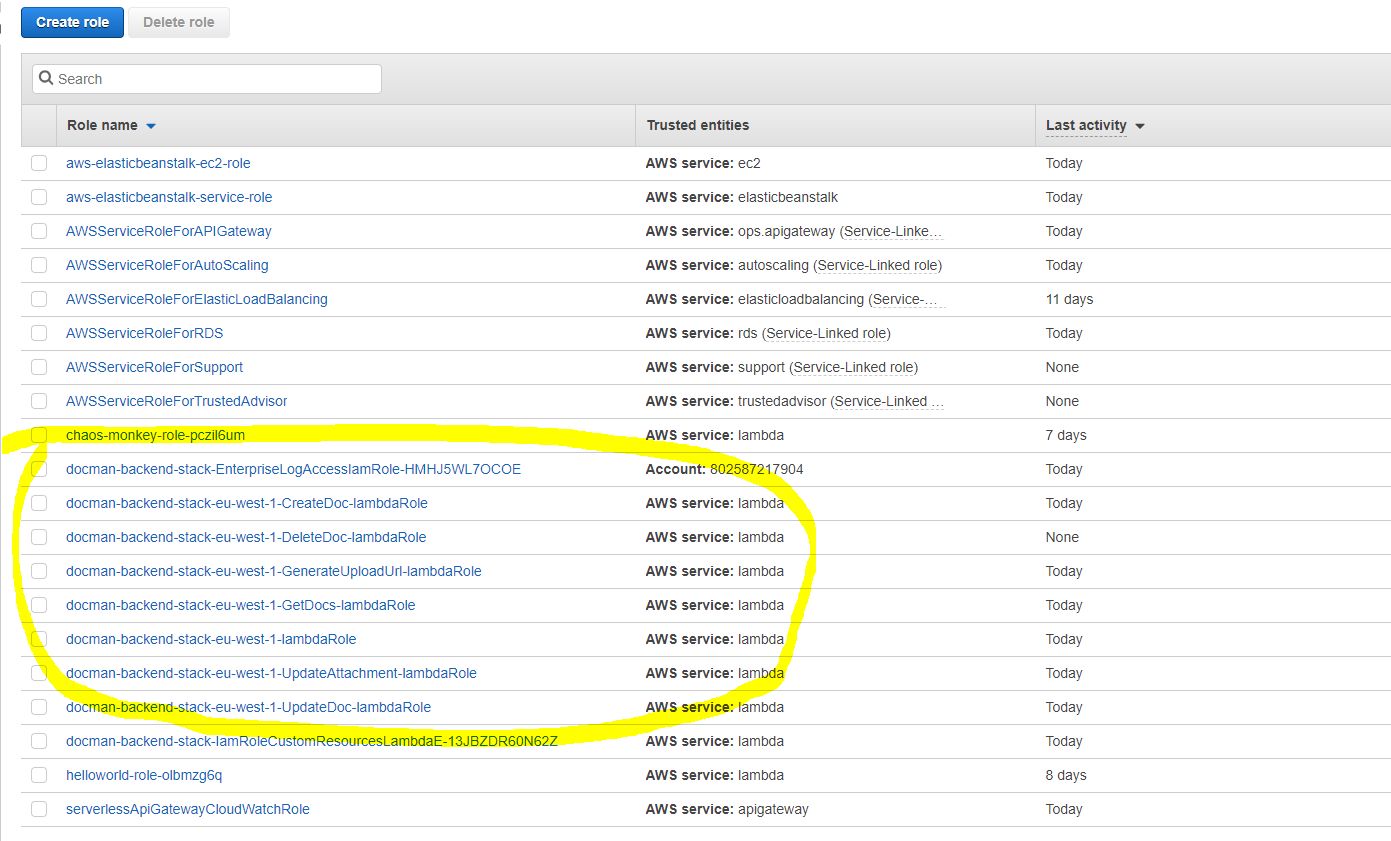 Create role Delete role
Search
Role name Trusted entities Last activity
aws-elasticbeanstalk-ec2-role AWS service: ec2 Today
aws-elasticbeanstalk-service-role AWS service: elasticbeanstalk Today
AWSServiceRoleForAPIGateway AWS service: ops.apigateway (Service-Linke… Today
AWSServiceRoleForAutoScaling AWS service: autoscaling (Service-Linked role) Today
AWSServiceRoleForElasticLoadBalancing AWS service: elasticloadbalancing (Service-… 11 days
AWSServiceRoleForRDS AWS service: rds (Service-Linked role) Today
AWSServiceRoleForSupport AWS service: support (Service-Linked role) None
AWSServiceRoleForTrustedAdvisor AWS service: trustedadvisor (Service-Linked … None
chaos-monkey-role-pczil6um AWS service: lambda 7 days
docman-backend-stack-EnterpriseLogAccessIamRole-HMHJ5WL7OCOE Account: 802587217904 Today
docman-backend-stack-eu-west-1-CreateDoc-lambdaRole AWS service: lambda Today
docman-backend-stack-eu-west-1-DeleteDoc-lambdaRole AWS service: lambda None
docman-backend-stack-eu-west-1-GenerateUploadUrl-lambdaRole AWS service: lambda Today
docman-backend-stack-eu-west-1-GetDocs-lambdaRole AWS service: lambda Today
docman-backend-stack-eu-west-1-lambdaRole AWS service: lambda Today
docman-backend-stack-eu-west-1-UpdateAttachment-lambdaRole AWS service: lambda Today
docman-backend-stack-eu-west-1-UpdateDoc-lambdaRole AWS service: lambda Today
docman-backend-stack-IamRoleCustomResourcesLambdaE-13JBZDR60N62Z AWS service: lambda Today
helloworld-role-olbmzg6q AWS service: lambda 8 days
serverlessApiGatewayCloudWatchRole AWS service: apigateway Today